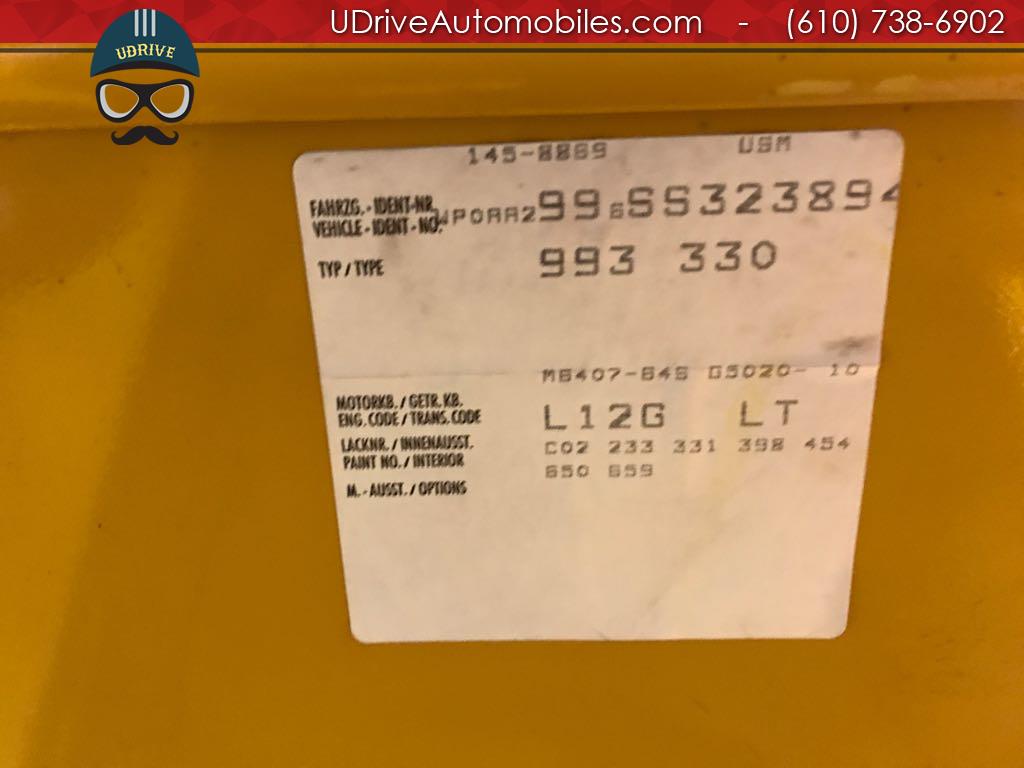 UDriveAutomobiles.com - (610) 738-6902
UDRIVE
145-8869 USM
FAHRZG. - IDENT-NR.
VEHICLE - IDENT - NO. WP0AA2996SS323894
TYP / TYPE 993 330
M6407-64S G5020- 10
MOTORKB. / GETR. KB.
ENG. CODE / TRANS. CODE L12G LT
LACKNR. / INNENAUSST. C02 233 331 398 454
PAINT NO. / INTERIOR 650 659
M. - AUSST. / OPTIONS